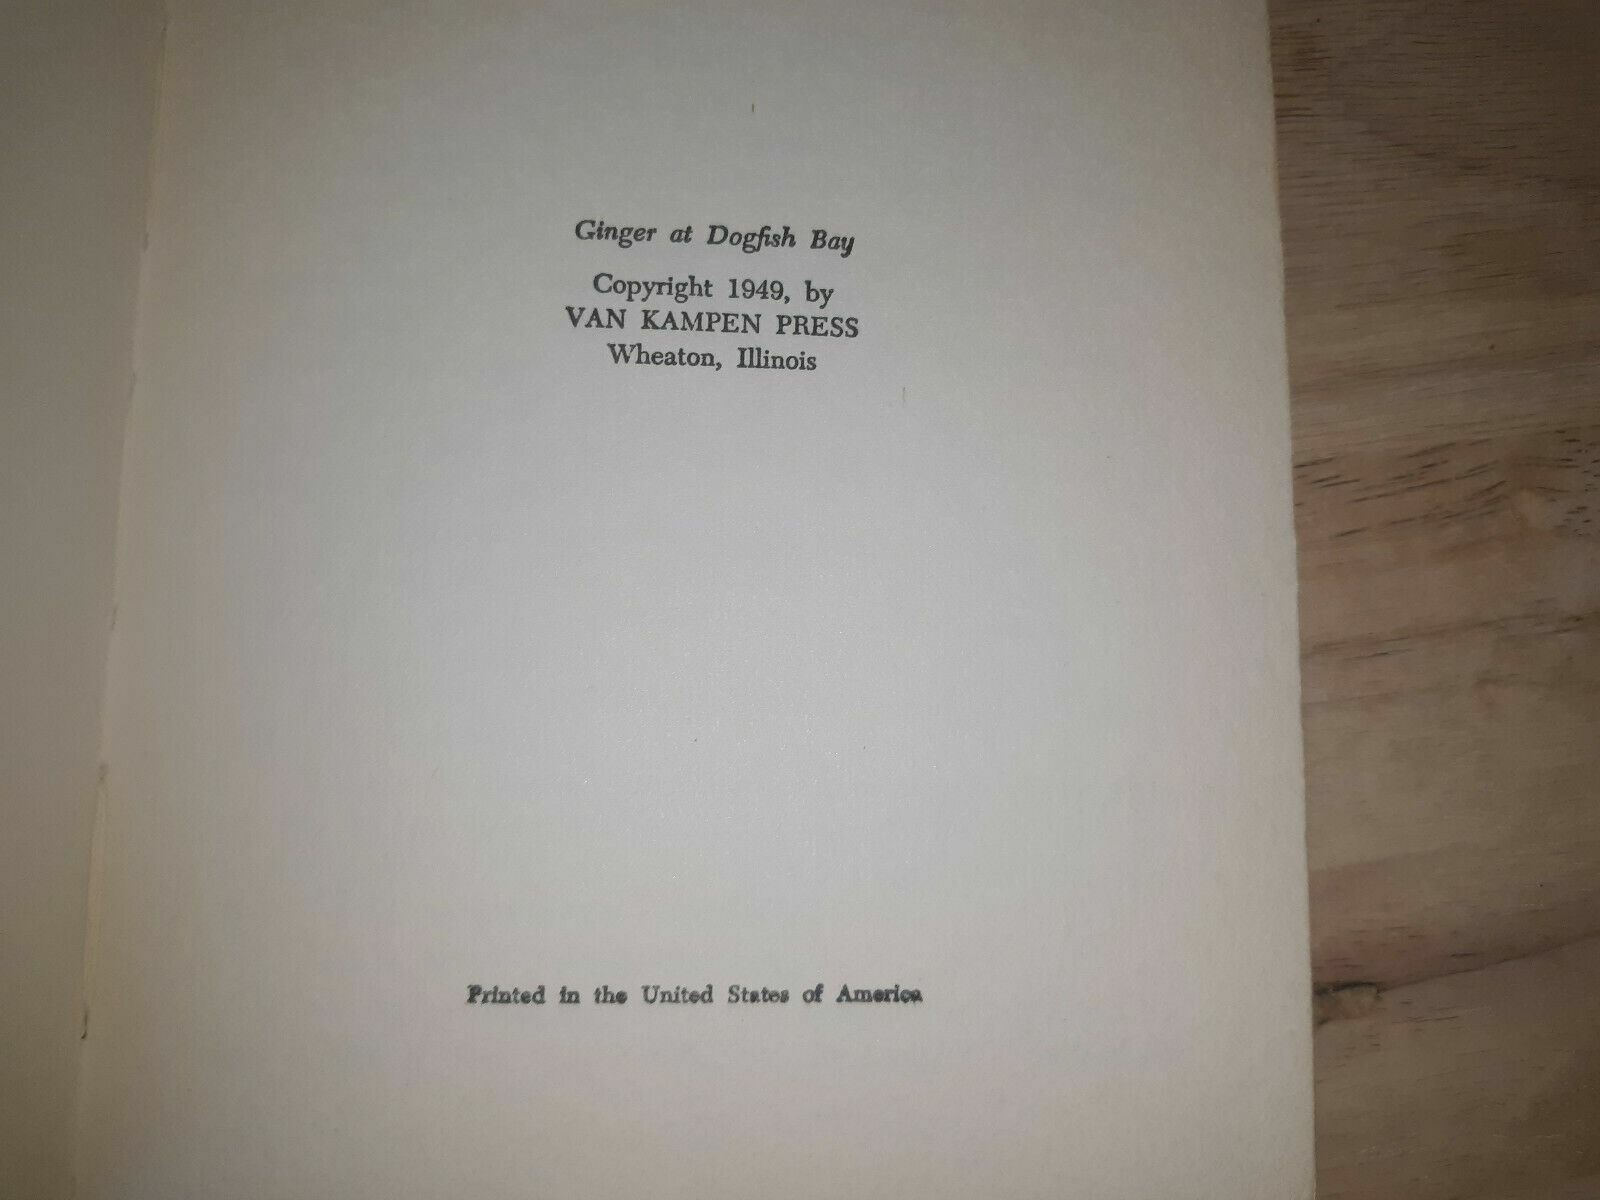 Ginger at Dogfish Bay
Copyright 1949, by
VAN KAMPEN PRESS
Wheaton, Illinois
Printed in the United States of America